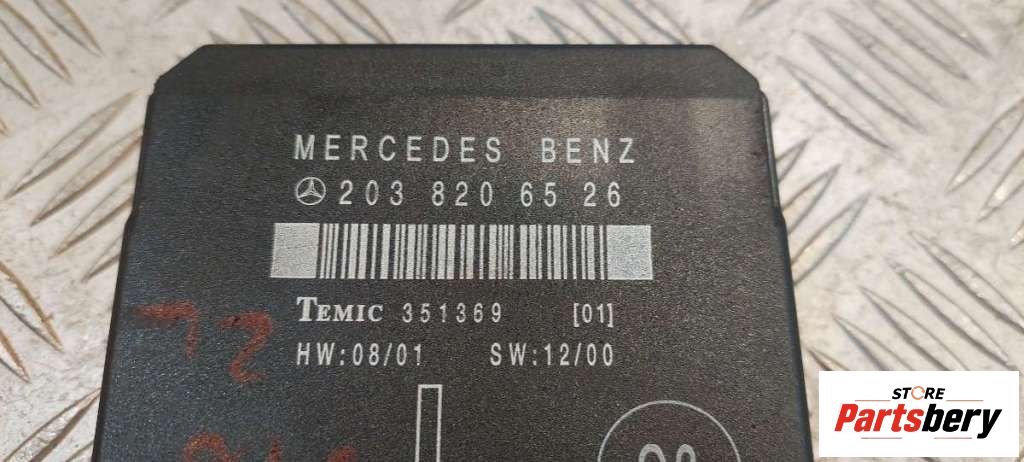 MERCEDES BENZ
203 820 65 26
TEMIC 351369 [01]
HW:08/01 SW:12/00
STORE
Partsbery